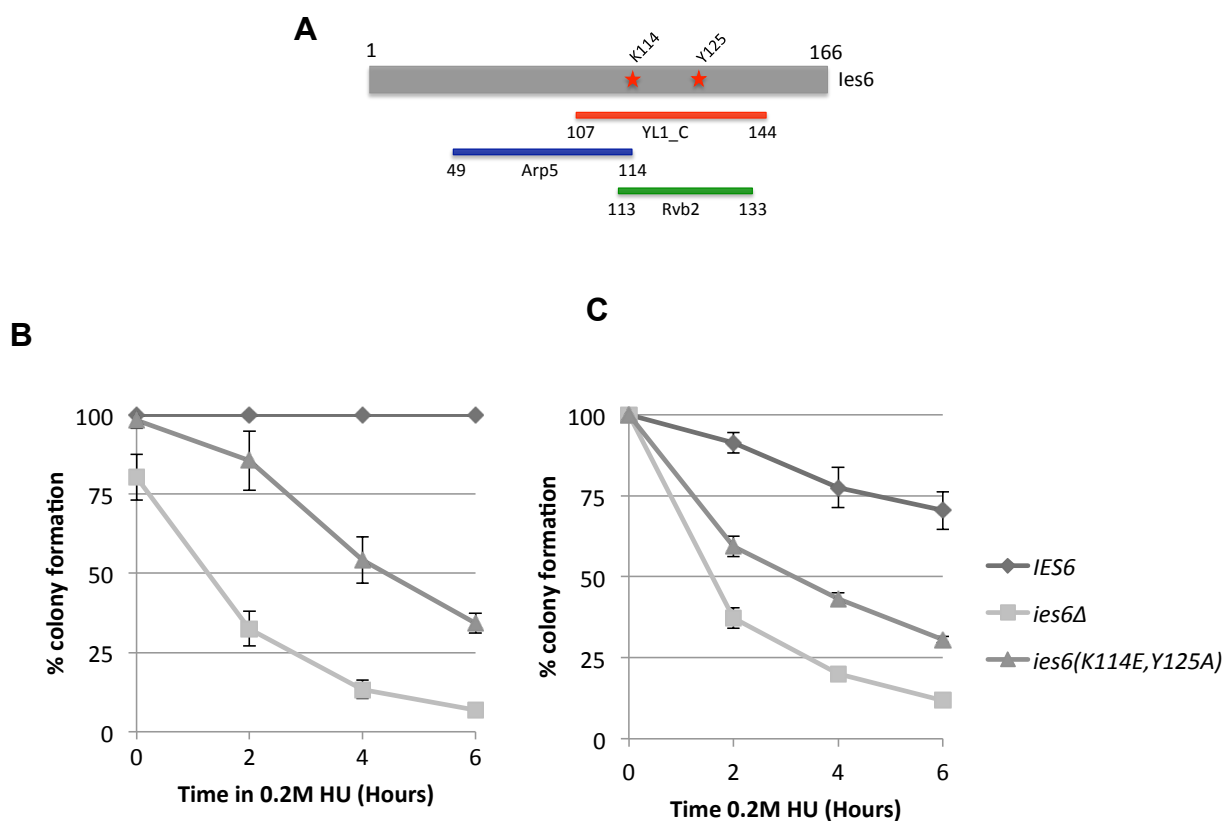 A
K114
Y125
1
166
Ies6
107
YL1_C
144
49
Arp5
114
113
Rvb2
133
B
% colony formation
100
75
50
25
0
0
2
4
6
Time in 0.2M HU (Hours)
C
% colony formation
100
75
50
25
0
0
2
4
6
Time 0.2M HU (Hours)
IES6
ies6Δ
ies6(K114E,Y125A)